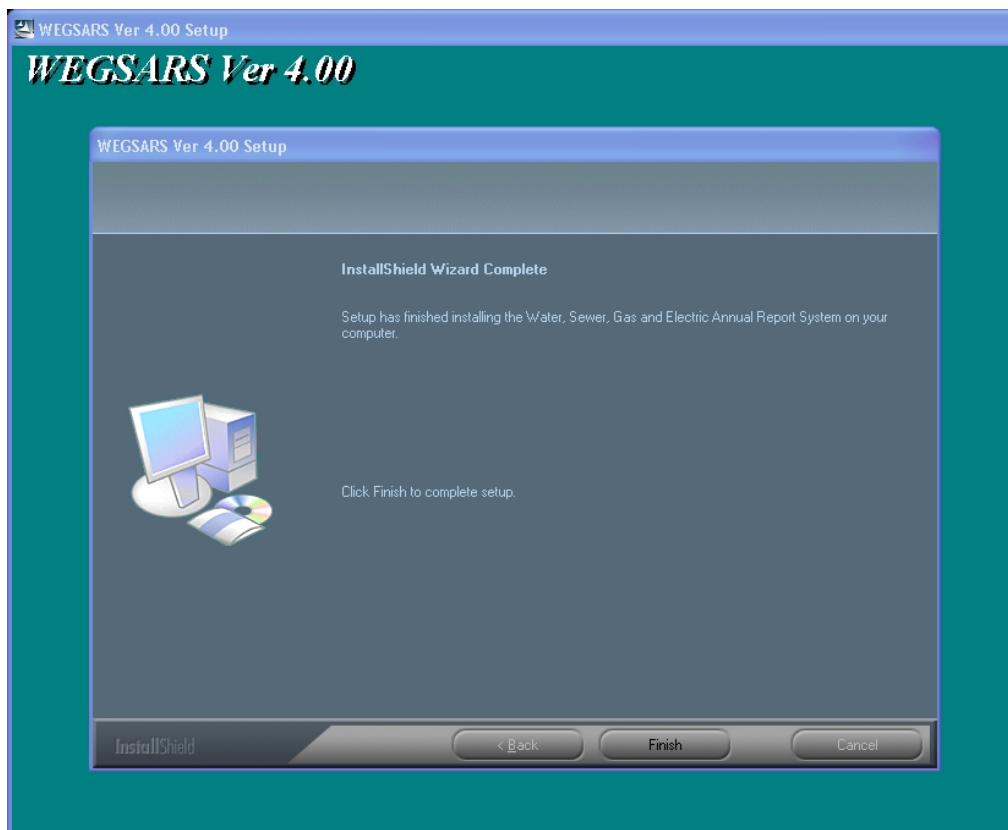 WEGSARS Ver 4.00 Setup
WEGSARS Ver 4.00
WEGSARS Ver 4.00 Setup
InstallShield Wizard Complete
Setup has finished installing the Water, Sewer, Gas and Electric Annual Report System on your
computer.
Click Finish to complete setup.
InstallShield
< Back Finish Cancel